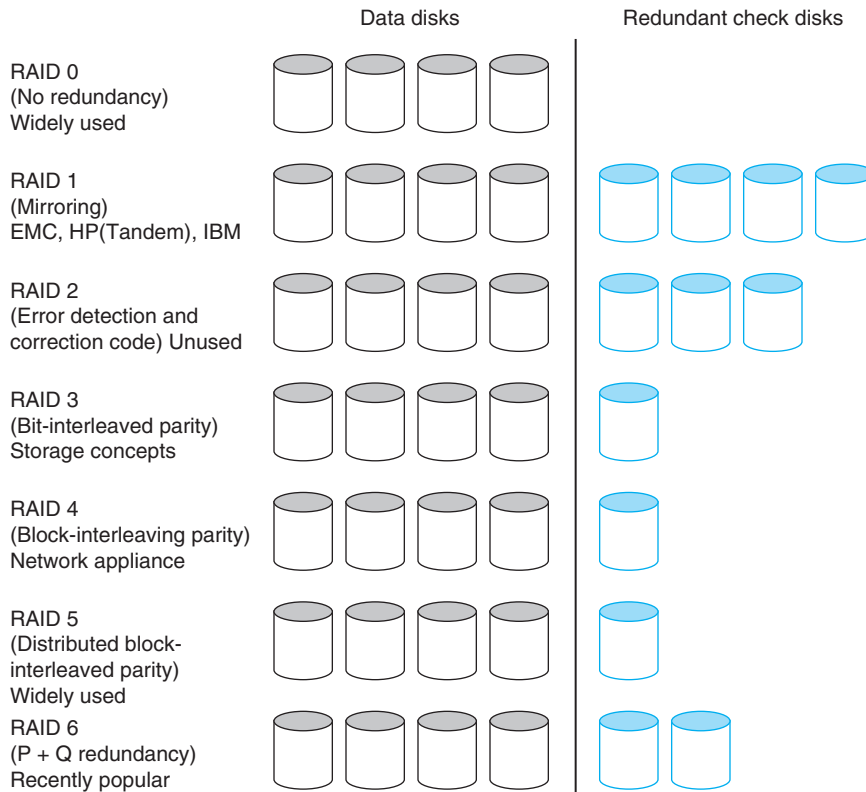 Data disks
Redundant check disks
RAID 0
(No redundancy)
Widely used
RAID 1
(Mirroring)
EMC, HP(Tandem), IBM
RAID 2
(Error detection and
correction code) Unused
RAID 3
(Bit-interleaved parity)
Storage concepts
RAID 4
(Block-interleaving parity)
Network appliance
RAID 5
(Distributed block-
interleaved parity)
Widely used
RAID 6
(P + Q redundancy)
Recently popular